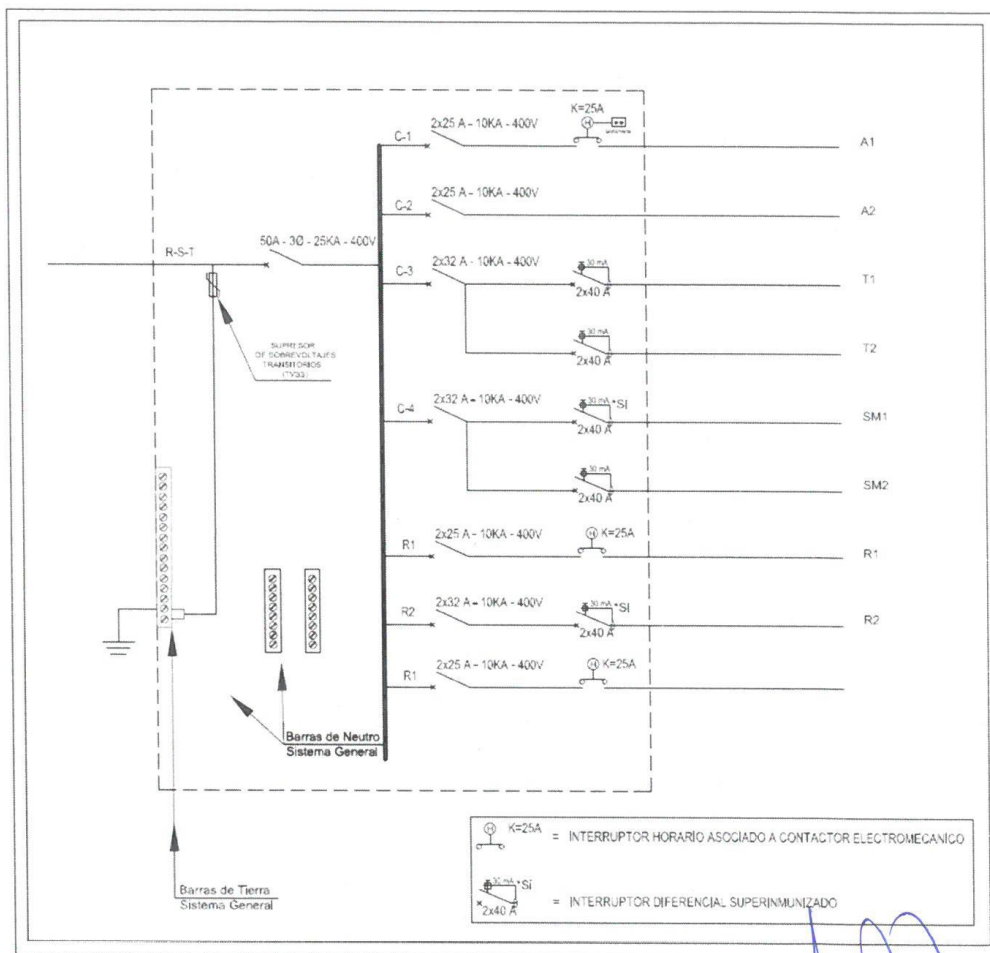 K=25A
2x25 A - 10KA - 400V
C-1
H
A1
2x25 A - 10KA - 400V
C-2
A2
R-S-T
50A - 3Ø - 25KA - 400V
2x32 A - 10KA - 400V
C-3
30 mA
2x40 A
T1
30 mA
2x40 A
T2
SUPRESOR
DE SOBREVOLTAJES
TRANSITORIOS
(TVSS)
2x32 A - 10KA - 400V
C-4
30 mA *SI
2x40 A
SM1
30 mA
2x40 A
SM2
2x25 A - 10KA - 400V
R1
H K=25A
R1
2x32 A - 10KA - 400V
R2
30 mA *SI
2x40 A
R2
2x25 A - 10KA - 400V
R1
H K=25A
Barras de Neutro
Sistema General
H K=25A = INTERRUPTOR HORARIO ASOCIADO A CONTACTOR ELECTROMECANICO
30 mA *SI
2x40 A = INTERRUPTOR DIFERENCIAL SUPERINMUNIZADO
Barras de Tierra
Sistema General